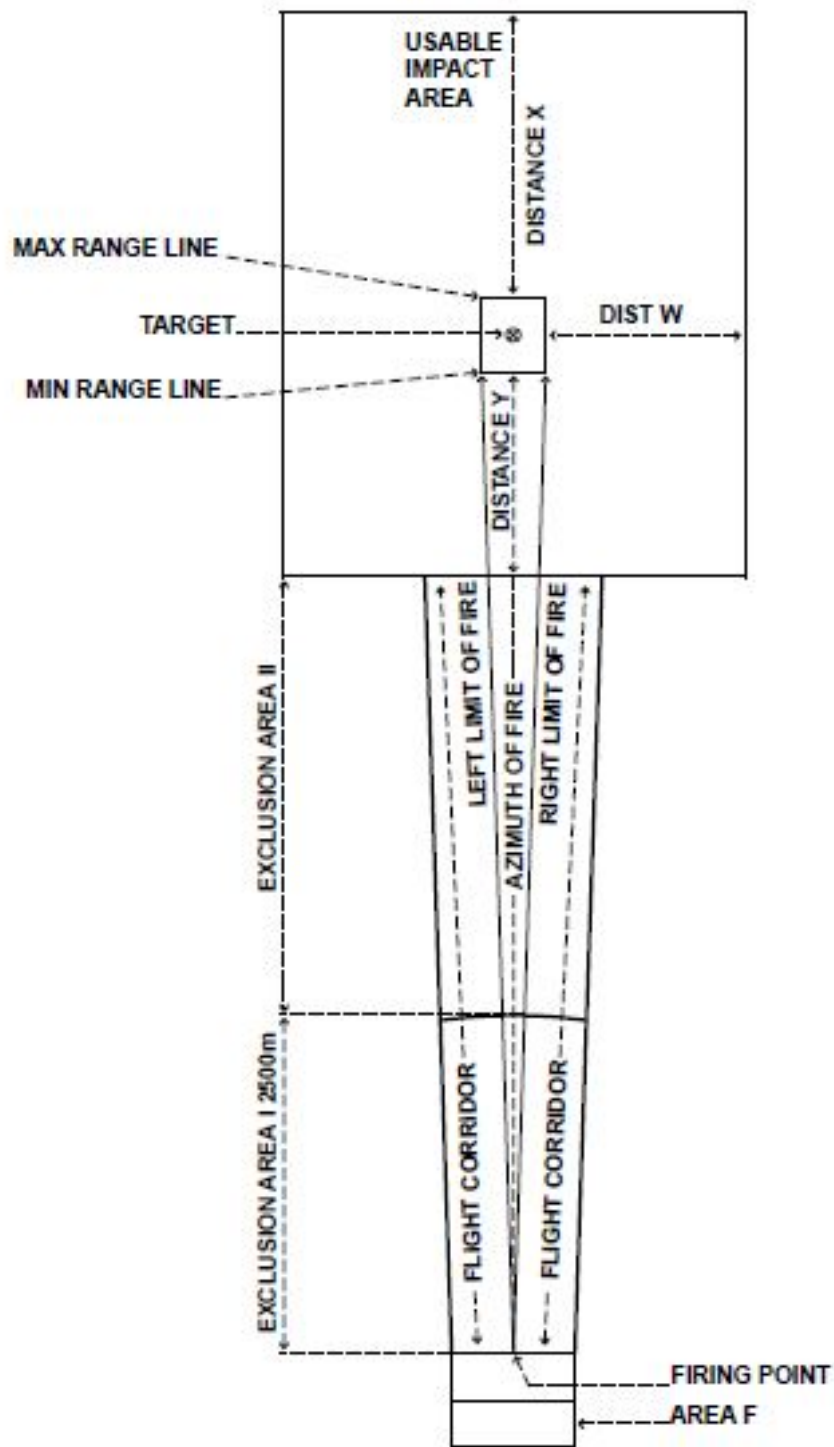 USABLE
IMPACT
AREA
DISTANCE X
MAX RANGE LINE
TARGET
DIST W
MIN RANGE LINE
DISTANCE Y
LEFT LIMIT OF FIRE
AZIMUTH OF FIRE
RIGHT LIMIT OF FIRE
EXCLUSION AREA II
EXCLUSION AREA I 2500m
FLIGHT CORRIDOR
FLIGHT CORRIDOR
FIRING POINT
AREA F